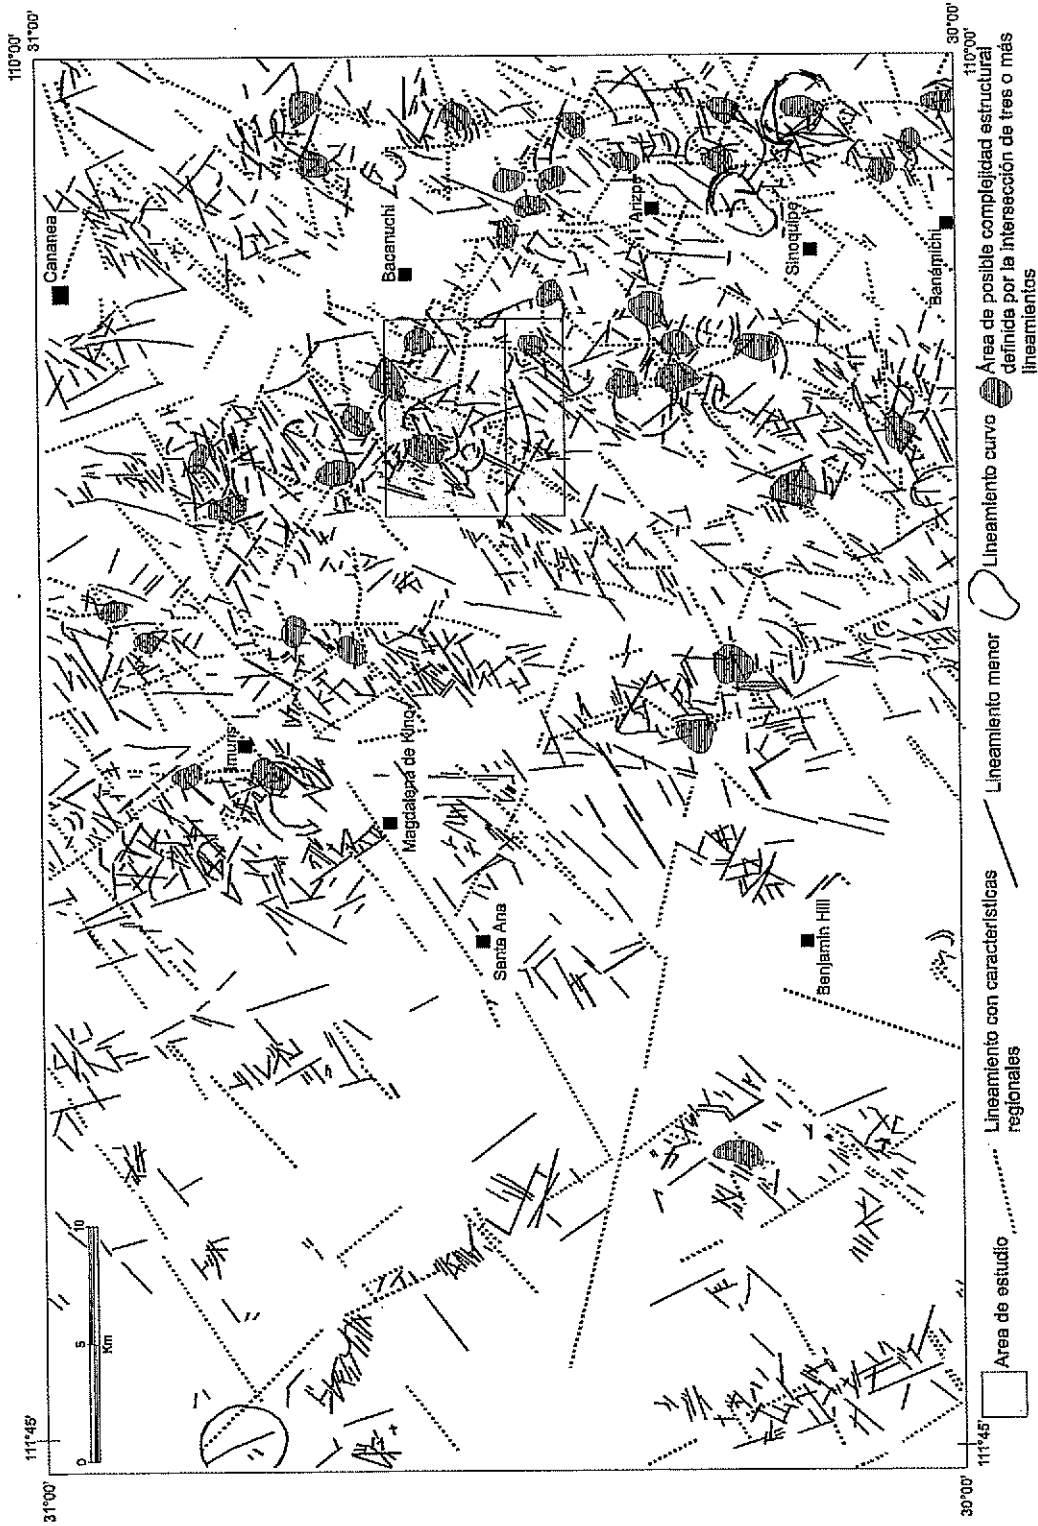 31°00'
110°00'
31°00'
Cananea
Bacanuchi
Arizpe
Sinoquipe
Banámichi
Imuris
Magdalena de Kino
Santa Ana
Benjamin Hill
0
5
10
Km
111°45'
30°00'
111°45'
30°00'
110°00'
Area de estudio
Lineamiento con características
regionales
Lineamiento menor
Lineamiento curvo
Área de posible complejidad estructural
definida por la intersección de tres o más
lineamientos